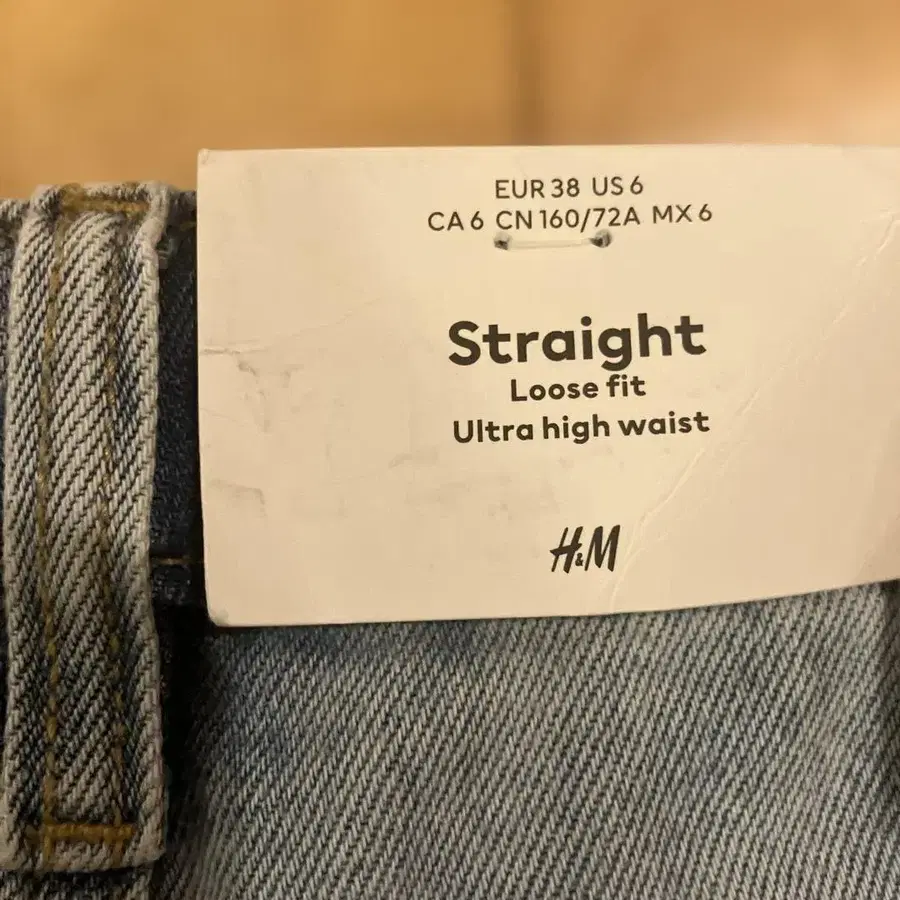 EUR 38 US 6
CA 6 CN 160/72A MX 6
Straight
Loose fit
Ultra high waist
H&M